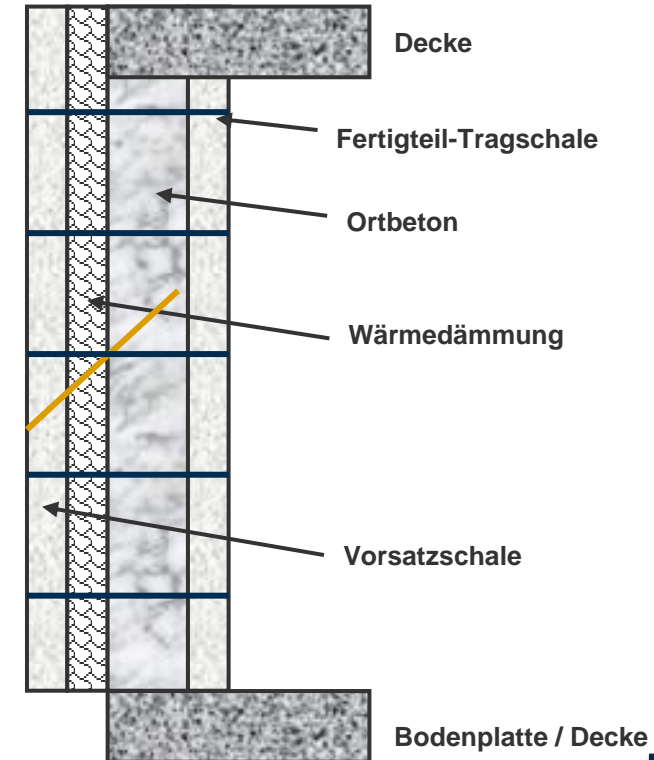 Decke
Fertigteil-Tragschale
Ortbeton
Wärmedämmung
Vorsatzschale
Bodenplatte / Decke